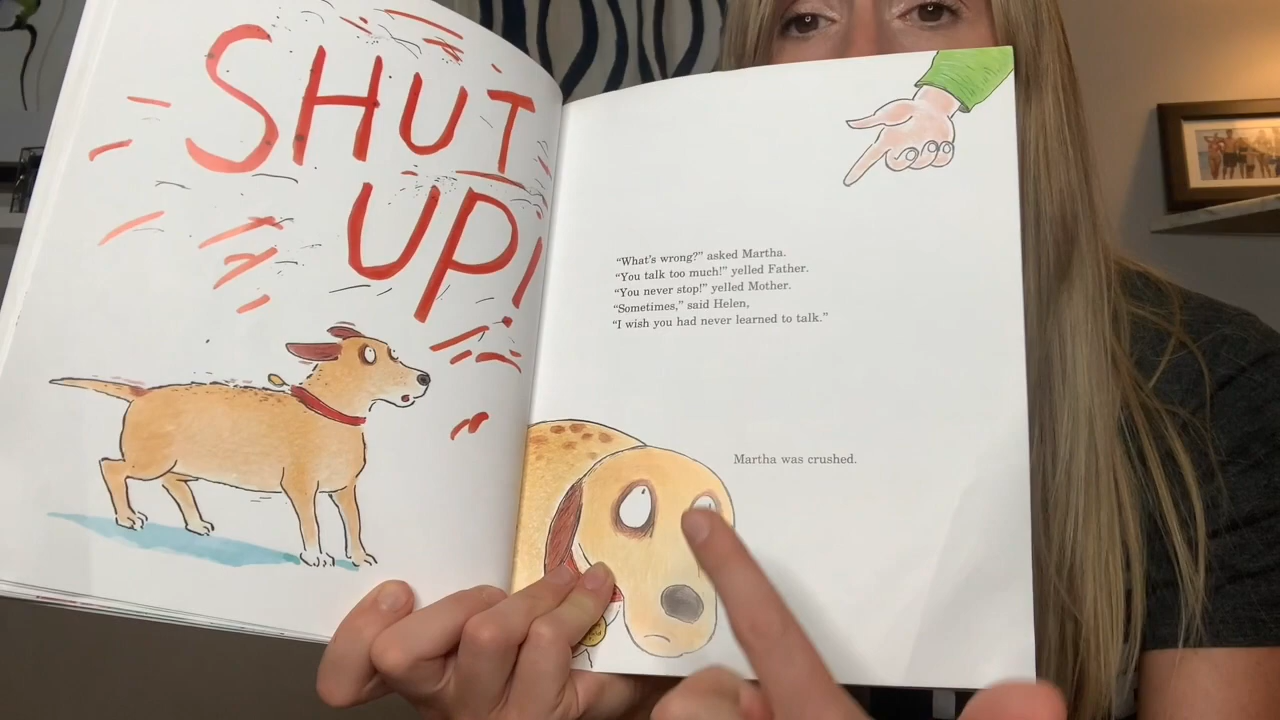 SHUT
UP!
“What's wrong?” asked Martha.
“You talk too much!” yelled Father.
“You never stop!” yelled Mother.
“Sometimes,” said Helen,
“I wish you had never learned to talk.”
Martha was crushed.